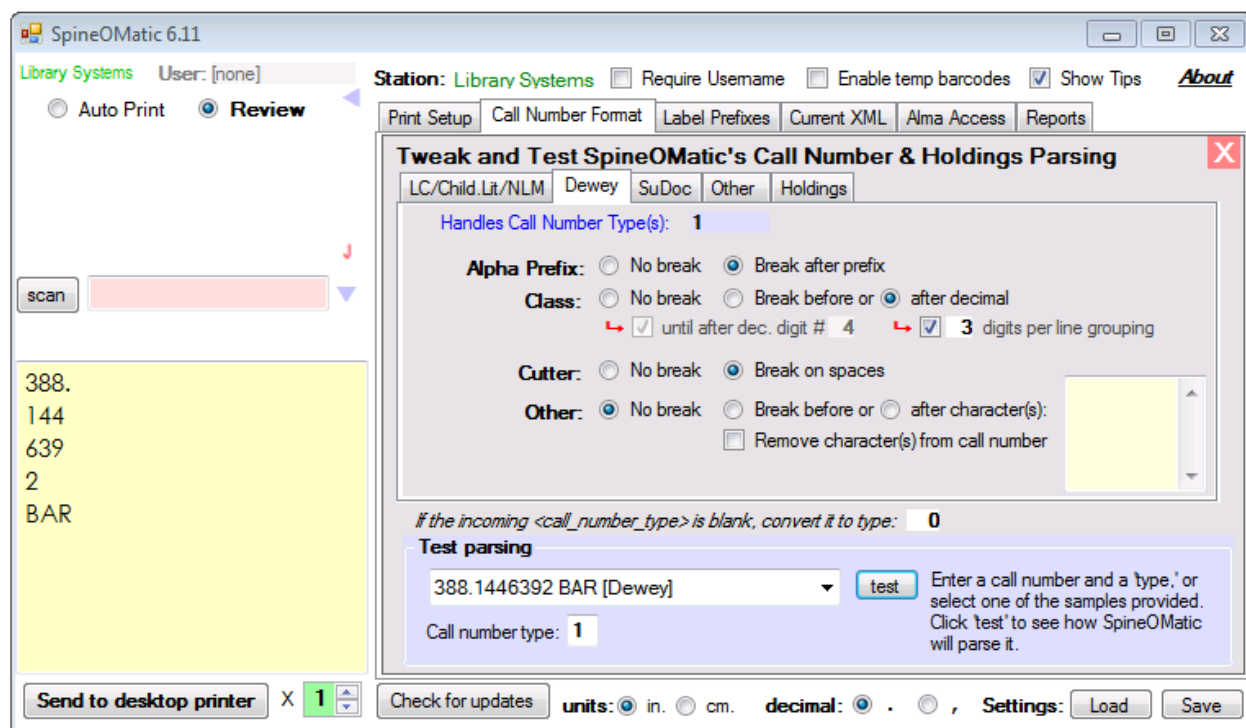 SpineOMatic 6.11
Library Systems User: [none]
Auto Print Review
scan
388.
144
639
2
BAR
Send to desktop printer X 1
Station: Library Systems Require Username Enable temp barcodes Show Tips About
Print Setup Call Number Format Label Prefixes Current XML Alma Access Reports
Tweak and Test SpineOMatic's Call Number & Holdings Parsing X
LC/Child.Lit/NLM Dewey SuDoc Other Holdings
Handles Call Number Type(s): 1
Alpha Prefix: No break Break after prefix
Class: No break Break before or after decimal
until after dec. digit # 4 3 digits per line grouping
Cutter: No break Break on spaces
Other: No break Break before or after character(s):
Remove character(s) from call number
If the incoming <call_number_type> is blank, convert it to type: 0
Test parsing
388.1446392 BAR [Dewey] test
Call number type: 1
Enter a call number and a 'type,' or
select one of the samples provided.
Click 'test' to see how SpineOMatic
will parse it.
Check for updates units: in. cm. decimal: . , Settings: Load Save